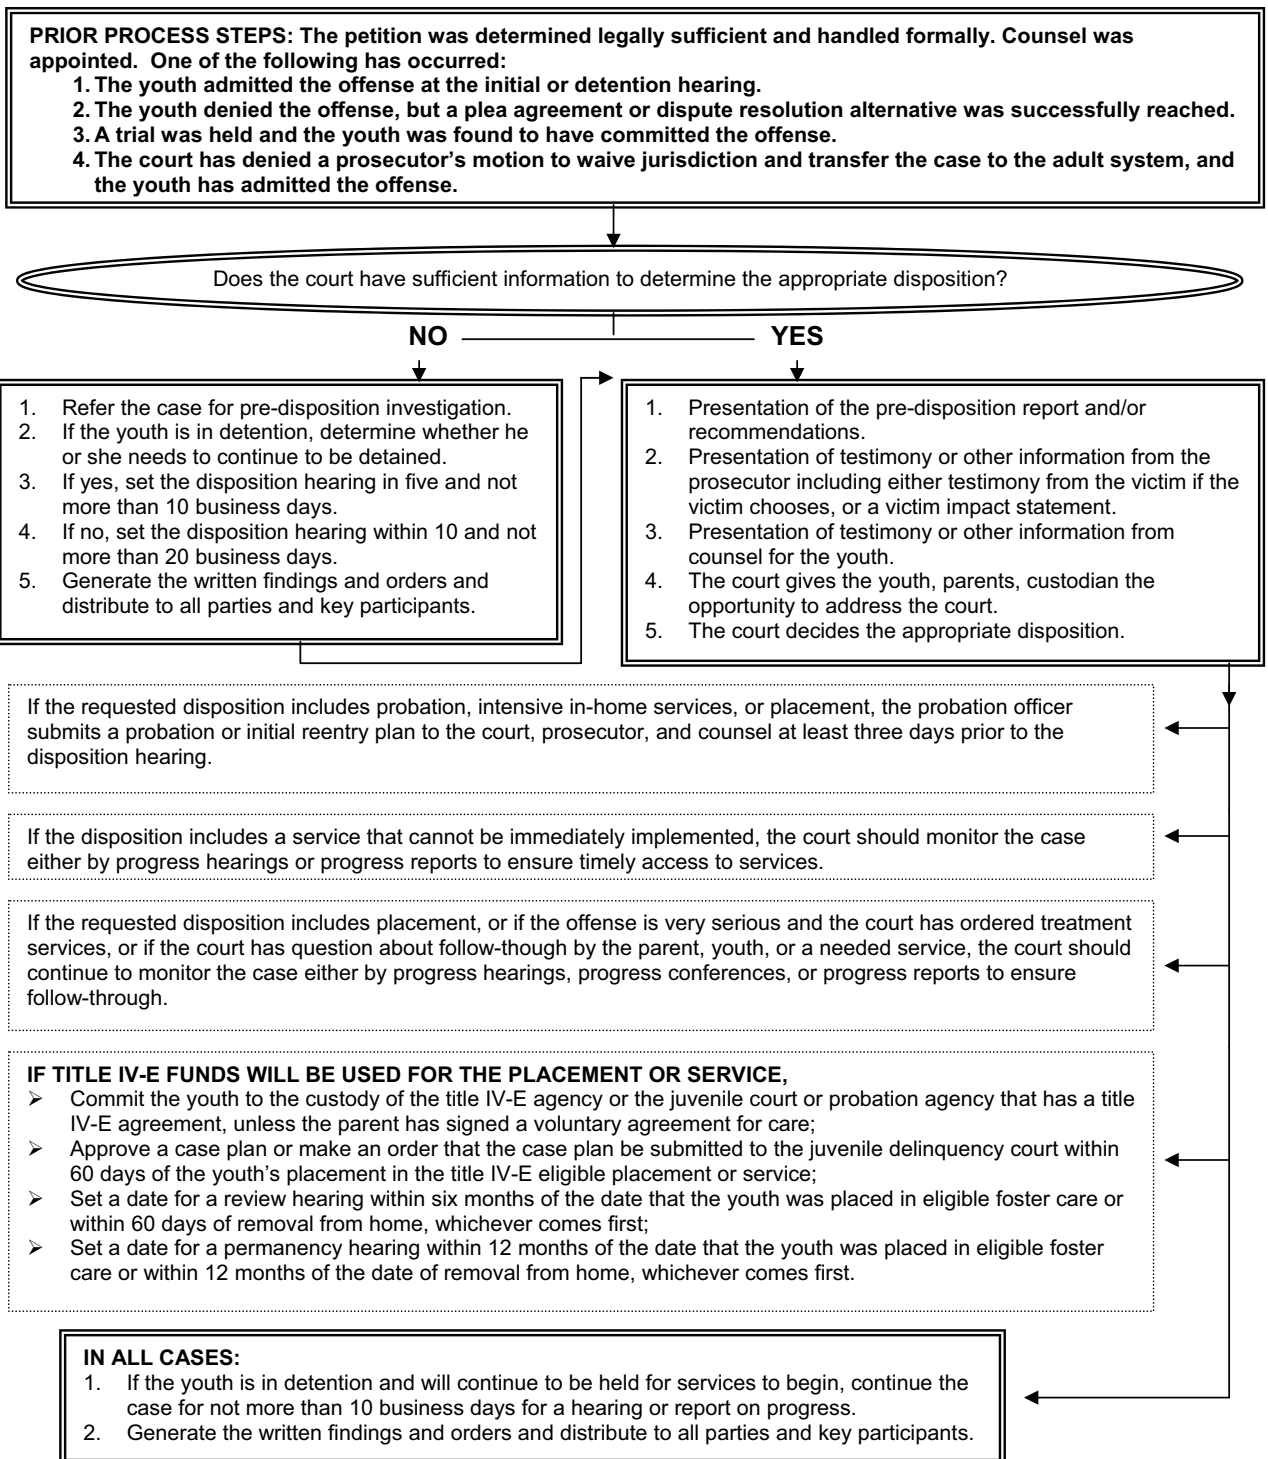 PRIOR PROCESS STEPS: The petition was determined legally sufficient and handled formally. Counsel was
appointed. One of the following has occurred:
1. The youth admitted the offense at the initial or detention hearing.
2. The youth denied the offense, but a plea agreement or dispute resolution alternative was successfully reached.
3. A trial was held and the youth was found to have committed the offense.
4. The court has denied a prosecutor's motion to waive jurisdiction and transfer the case to the adult system, and
the youth has admitted the offense.
Does the court have sufficient information to determine the appropriate disposition?
NO
YES
1. Refer the case for pre-disposition investigation.
2. If the youth is in detention, determine whether he
or she needs to continue to be detained.
3. If yes, set the disposition hearing in five and not
more than 10 business days.
4. If no, set the disposition hearing within 10 and not
more than 20 business days.
5. Generate the written findings and orders and
distribute to all parties and key participants.
1. Presentation of the pre-disposition report and/or
recommendations.
2. Presentation of testimony or other information from the
prosecutor including either testimony from the victim if the
victim chooses, or a victim impact statement.
3. Presentation of testimony or other information from
counsel for the youth.
4. The court gives the youth, parents, custodian the
opportunity to address the court.
5. The court decides the appropriate disposition.
If the requested disposition includes probation, intensive in-home services, or placement, the probation officer
submits a probation or initial reentry plan to the court, prosecutor, and counsel at least three days prior to the
disposition hearing.
If the disposition includes a service that cannot be immediately implemented, the court should monitor the case
either by progress hearings or progress reports to ensure timely access to services.
If the requested disposition includes placement, or if the offense is very serious and the court has ordered treatment
services, or if the court has question about follow-though by the parent, youth, or a needed service, the court should
continue to monitor the case either by progress hearings, progress conferences, or progress reports to ensure
follow-through.
IF TITLE IV-E FUNDS WILL BE USED FOR THE PLACEMENT OR SERVICE,
➢ Commit the youth to the custody of the title IV-E agency or the juvenile court or probation agency that has a title
IV-E agreement, unless the parent has signed a voluntary agreement for care;
➢ Approve a case plan or make an order that the case plan be submitted to the juvenile delinquency court within
60 days of the youth's placement in the title IV-E eligible placement or service;
➢ Set a date for a review hearing within six months of the date that the youth was placed in eligible foster care or
within 60 days of removal from home, whichever comes first;
➢ Set a date for a permanency hearing within 12 months of the date that the youth was placed in eligible foster
care or within 12 months of the date of removal from home, whichever comes first.
IN ALL CASES:
1. If the youth is in detention and will continue to be held for services to begin, continue the
case for not more than 10 business days for a hearing or report on progress.
2. Generate the written findings and orders and distribute to all parties and key participants.